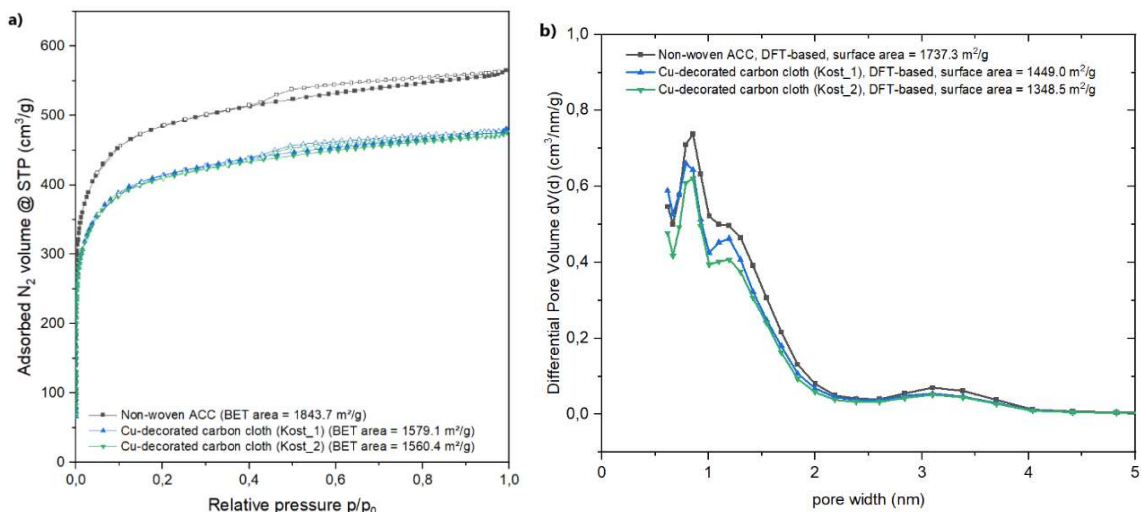 a)
Adsorbed N₂ volume @ STP (cm³/g)
600
500
400
300
200
100
0
Non-woven ACC (BET area = 1843.7 m²/g)
Cu-decorated carbon cloth (Kost_1) (BET area = 1579.1 m²/g)
Cu-decorated carbon cloth (Kost_2) (BET area = 1560.4 m²/g)
0,0 0,2 0,4 0,6 0,8 1,0
Relative pressure p/p₀
b)
Differential Pore Volume dV(d) (cm³/nm/g)
1,0
0,8
0,6
0,4
0,2
0,0
Non-woven ACC, DFT-based, surface area = 1737.3 m²/g
Cu-decorated carbon cloth (Kost_1), DFT-based, surface area = 1449.0 m²/g
Cu-decorated carbon cloth (Kost_2), DFT-based, surface area = 1348.5 m²/g
0 1 2 3 4 5
pore width (nm)